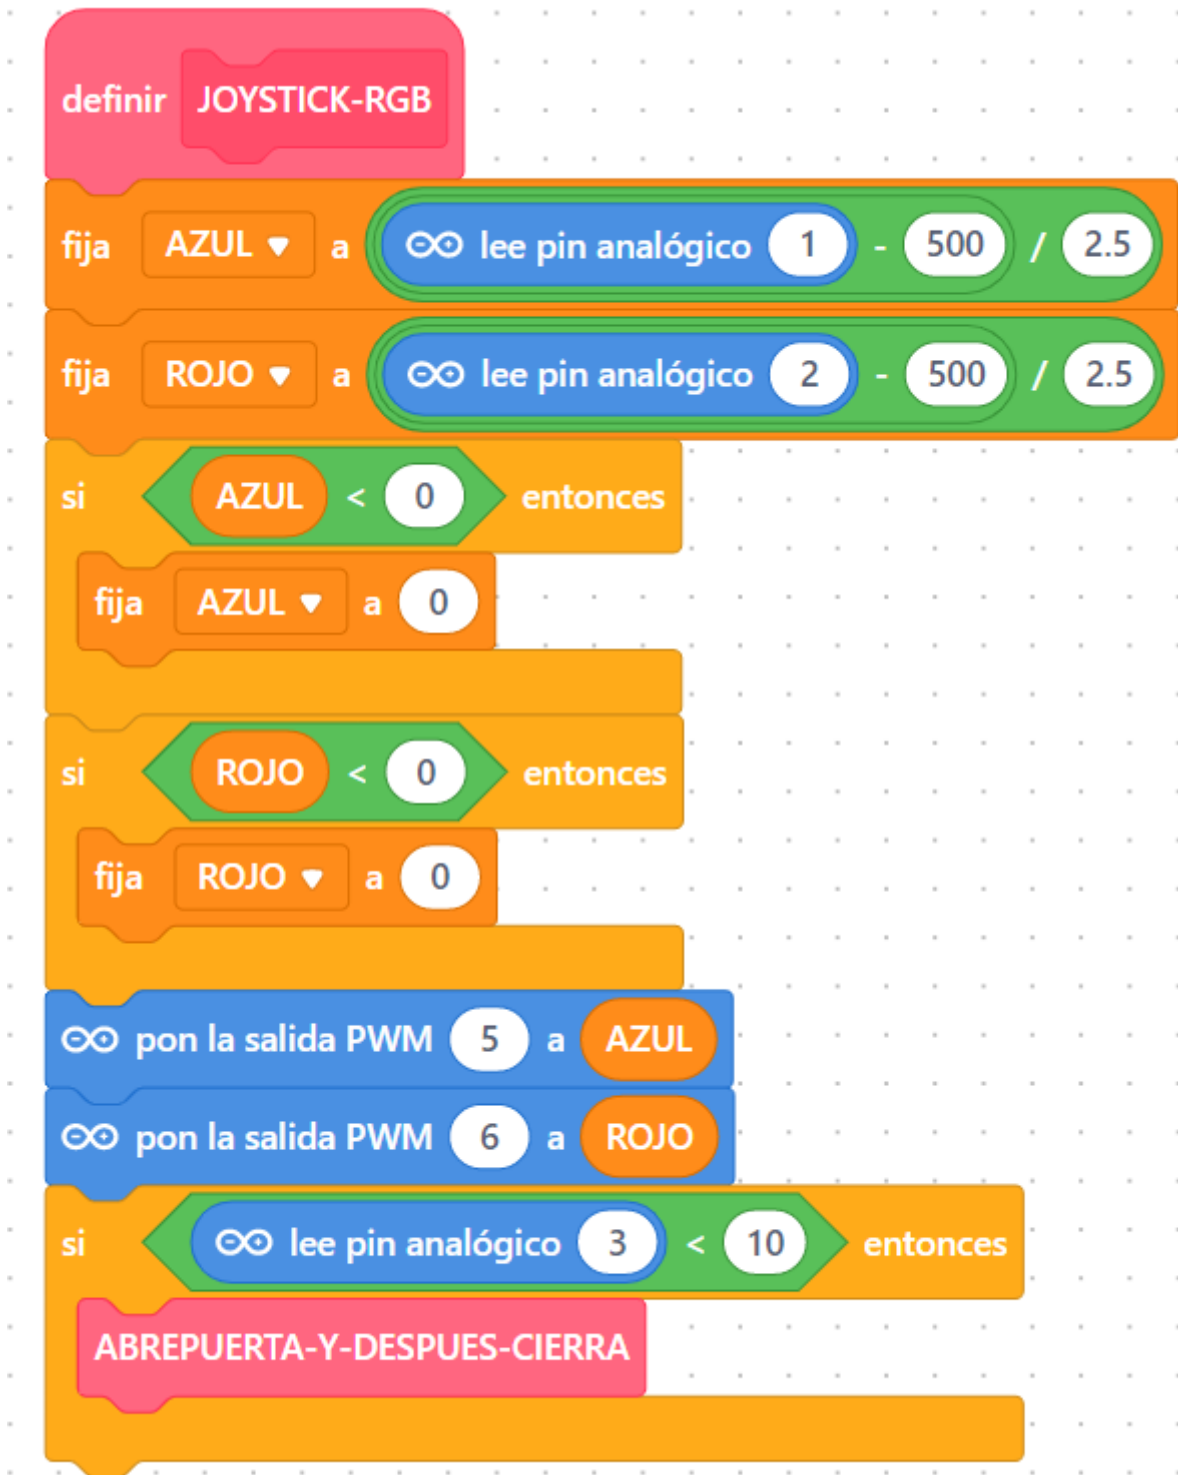 definir JOYSTICK-RGB
fija AZUL a lee pin analógico 1 - 500 / 2.5
fija ROJO a lee pin analógico 2 - 500 / 2.5
si AZUL < 0 entonces
fija AZUL a 0
si ROJO < 0 entonces
fija ROJO a 0
pon la salida PWM 5 a AZUL
pon la salida PWM 6 a ROJO
si lee pin analógico 3 < 10 entonces
ABREPUERTA-Y-DESPUES-CIERRA